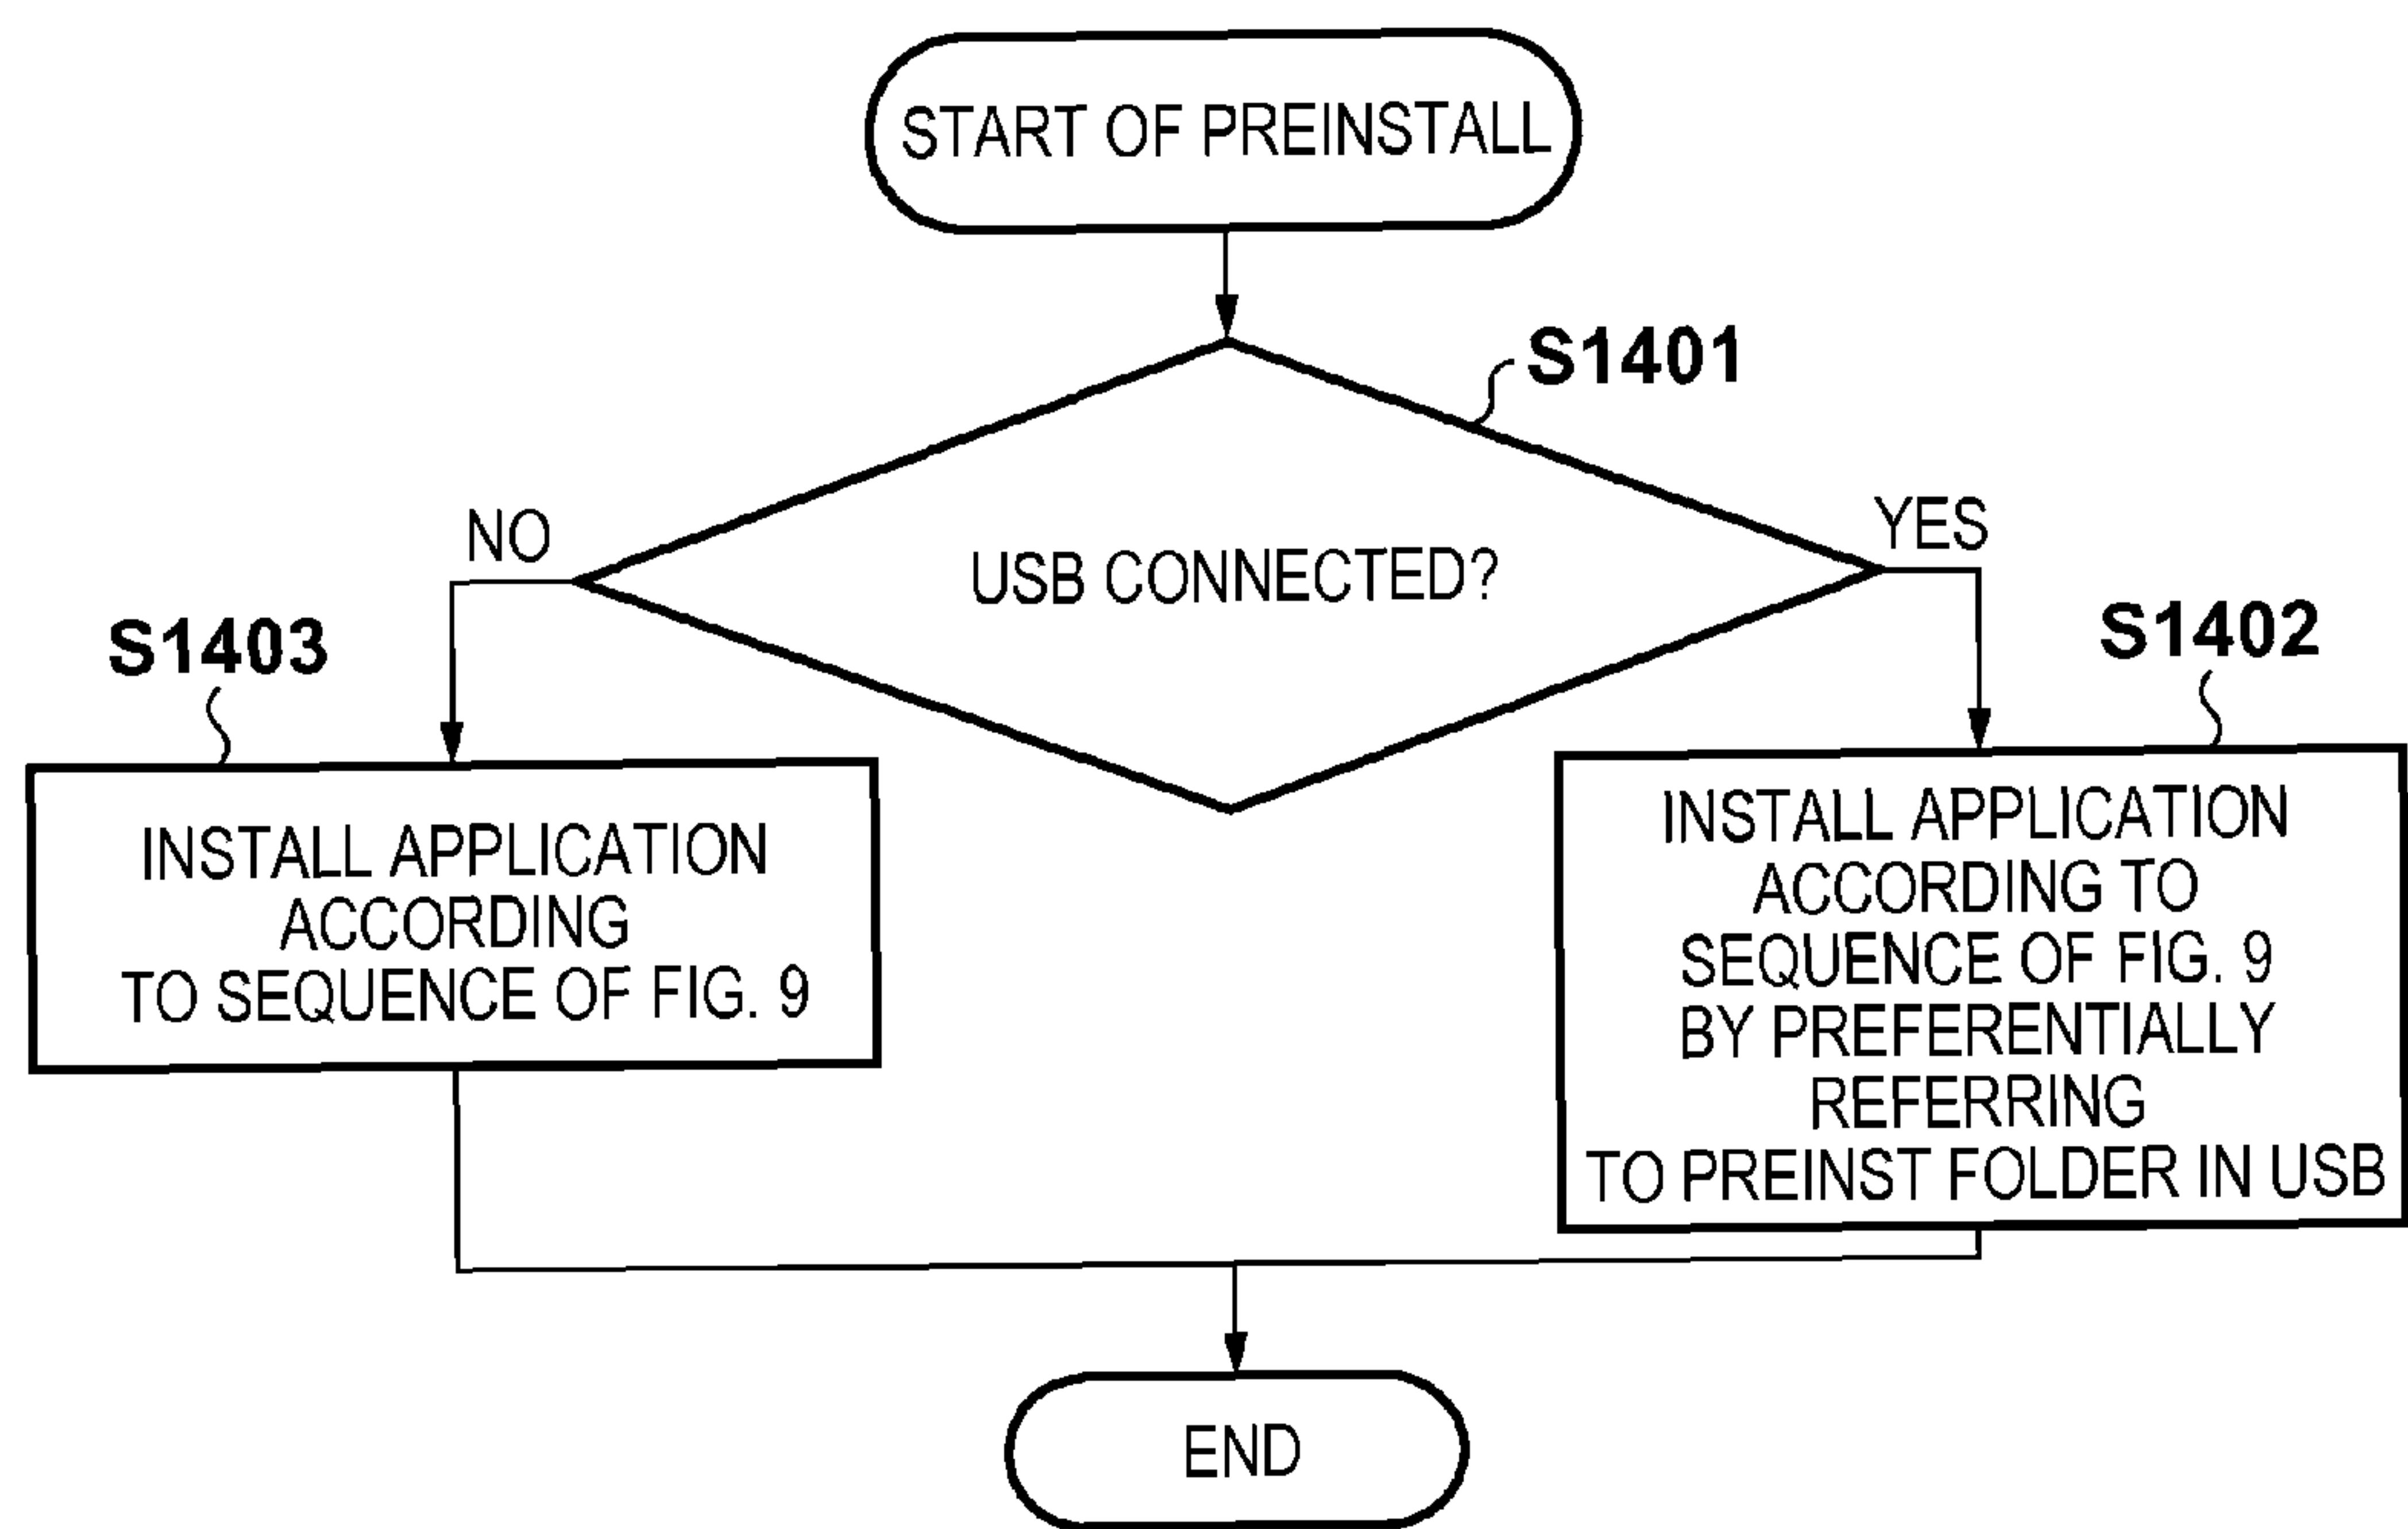 START OF PREINSTALL
S1401
NO
USB CONNECTED?
YES
S1403
S1402
INSTALL APPLICATION
ACCORDING
TO SEQUENCE OF FIG. 9
INSTALL APPLICATION
ACCORDING TO
SEQUENCE OF FIG. 9
BY PREFERENTIALLY
REFERRING
TO PREINST FOLDER IN USB
END